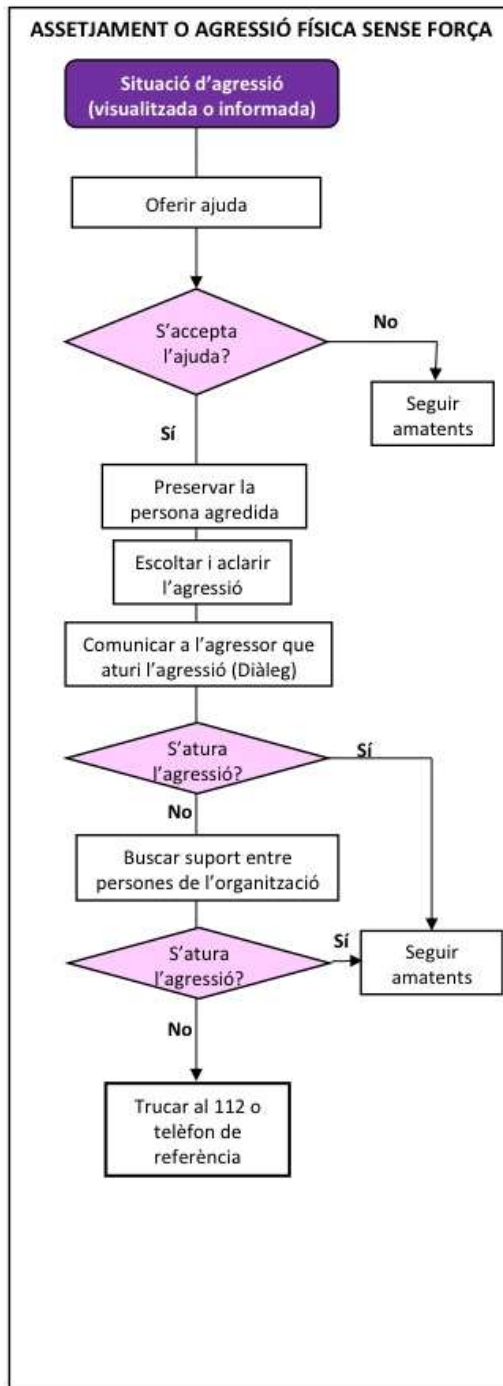 ASSETJAMENT O AGRESSIÓ FÍSICA SENSE FORÇA
Situació d'agressió
(visualitzada o informada)
Oferir ajuda
S'accepta
l'ajuda?
No
Seguir
amatents
Sí
Preservar la
persona agredida
Escoltar i aclarir
l'agressió
Comunicar a l'agressor que
aturi l'agressió (Diàleg)
S'atura
l'agressió?
Sí
No
Buscar suport entre
persones de l'organització
S'atura
l'agressió?
Sí
Seguir
amatents
No
Trucar al 112 o
telèfon de
referència